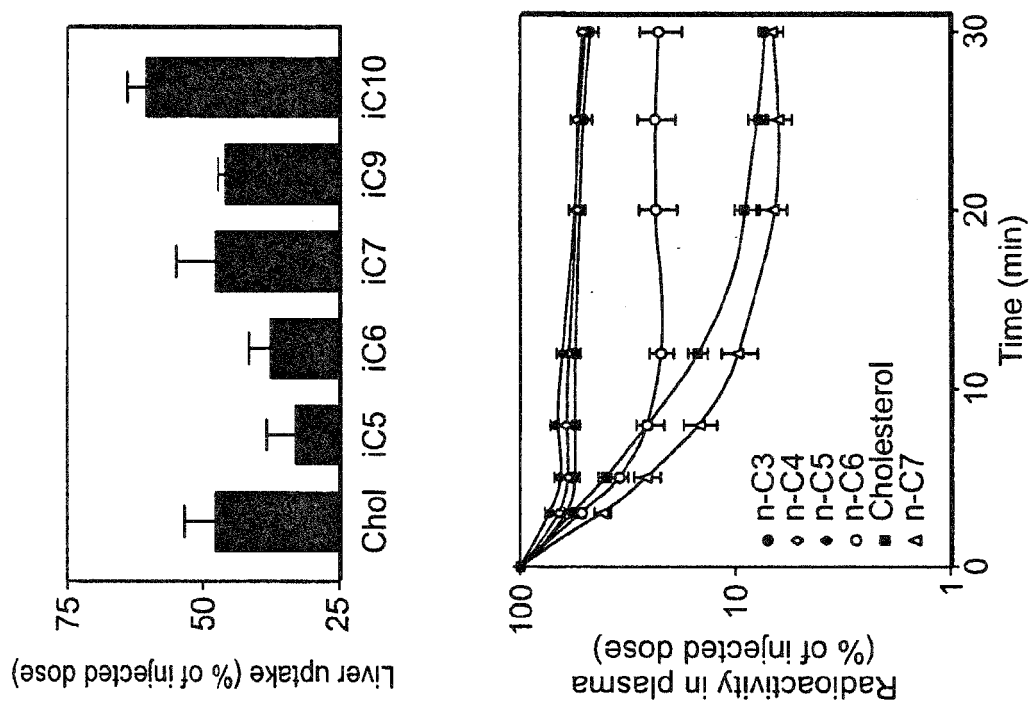 Liver uptake (% of injected dose)
75
50
25
Chol iC5 iC6 iC7 iC9 iC10
Radioactivity in plasma
(% of injected dose)
100
10
1
n-C3
n-C4
n-C5
n-C6
Cholesterol
n-C7
0 10 20 30
Time (min)